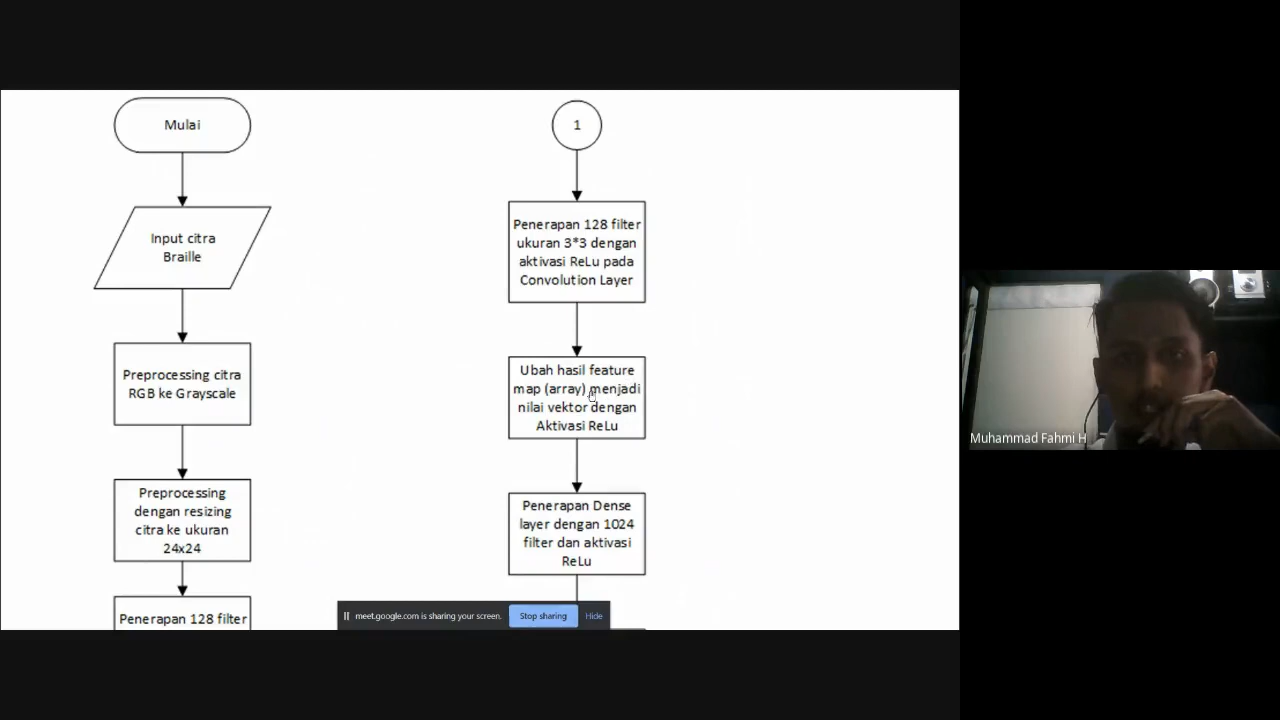 Mulai
Input citra
Braille
Preprocessing citra
RGB ke Grayscale
Preprocessing
dengan resizing
citra ke ukuran
24x24
Penerapan 128 filter
1
Penerapan 128 filter
ukuran 3*3 dengan
aktivasi ReLu pada
Convolution Layer
Ubah hasil feature
map (array) menjadi
nilai vektor dengan
Aktivasi ReLu
Penerapan Dense
layer dengan 1024
filter dan aktivasi
ReLu
meet.google.com is sharing your screen.
Stop sharing
Hide
Muhammad Fahmi H